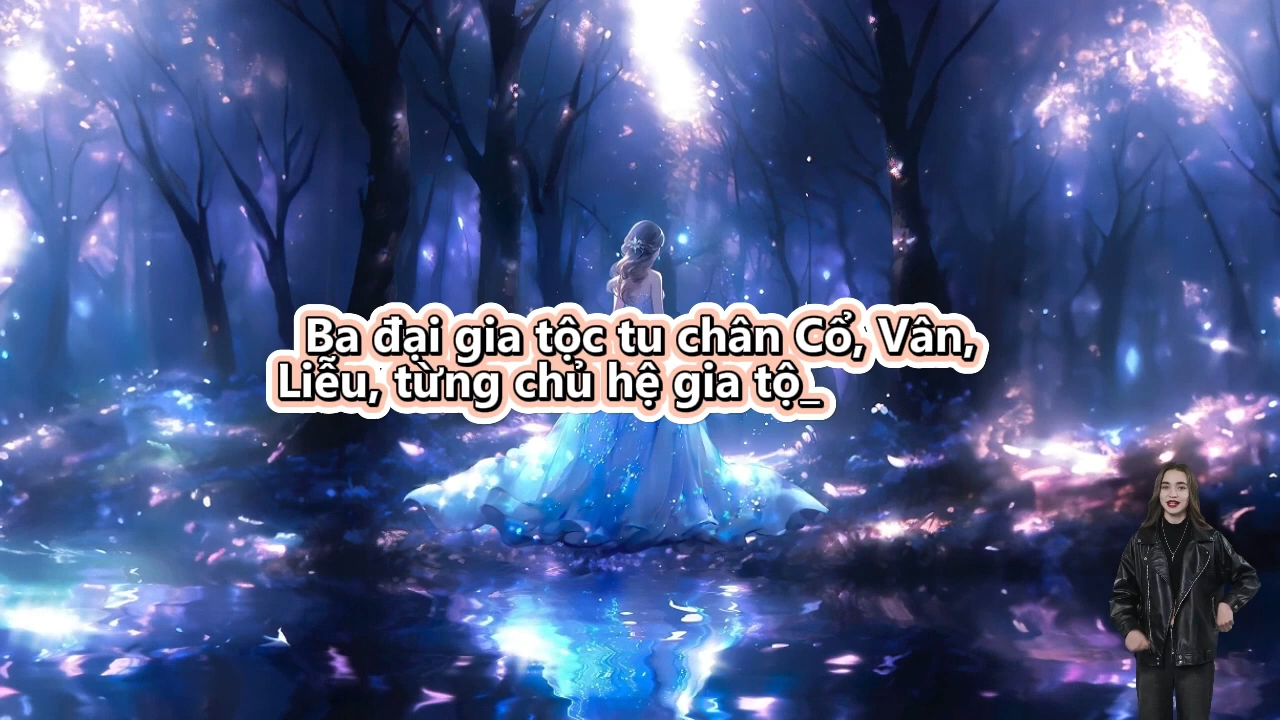 Ba đại gia tộc tu chân Cổ, Vân,
Liễu, từng chủ hệ gia tộ_